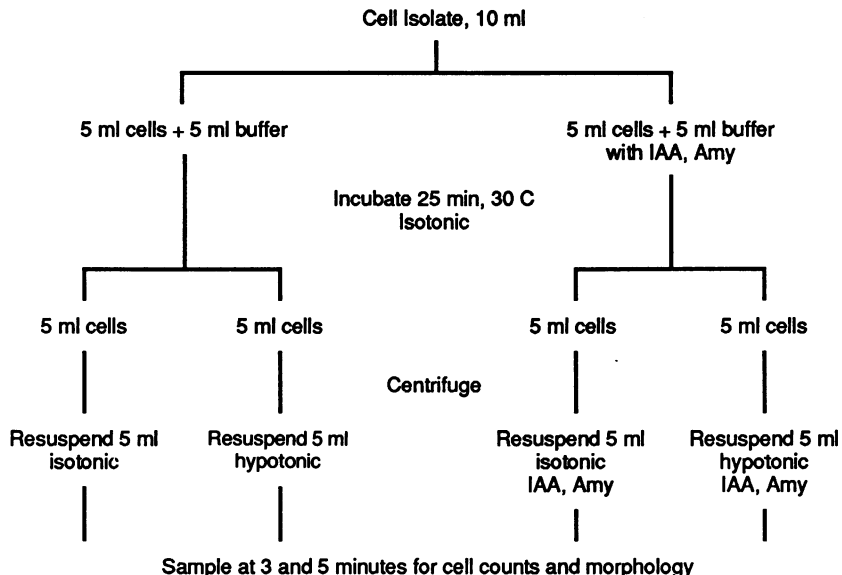 Cell Isolate, 10 ml
5 ml cells + 5 ml buffer
5 ml cells + 5 ml buffer
with IAA, Amy
Incubate 25 min, 30 C
Isotonic
5 ml cells
5 ml cells
5 ml cells
5 ml cells
Centrifuge
Resuspend 5 ml
isotonic
Resuspend 5 ml
hypotonic
Resuspend 5 ml
isotonic
IAA, Amy
Resuspend 5 ml
hypotonic
IAA, Amy
Sample at 3 and 5 minutes for cell counts and morphology